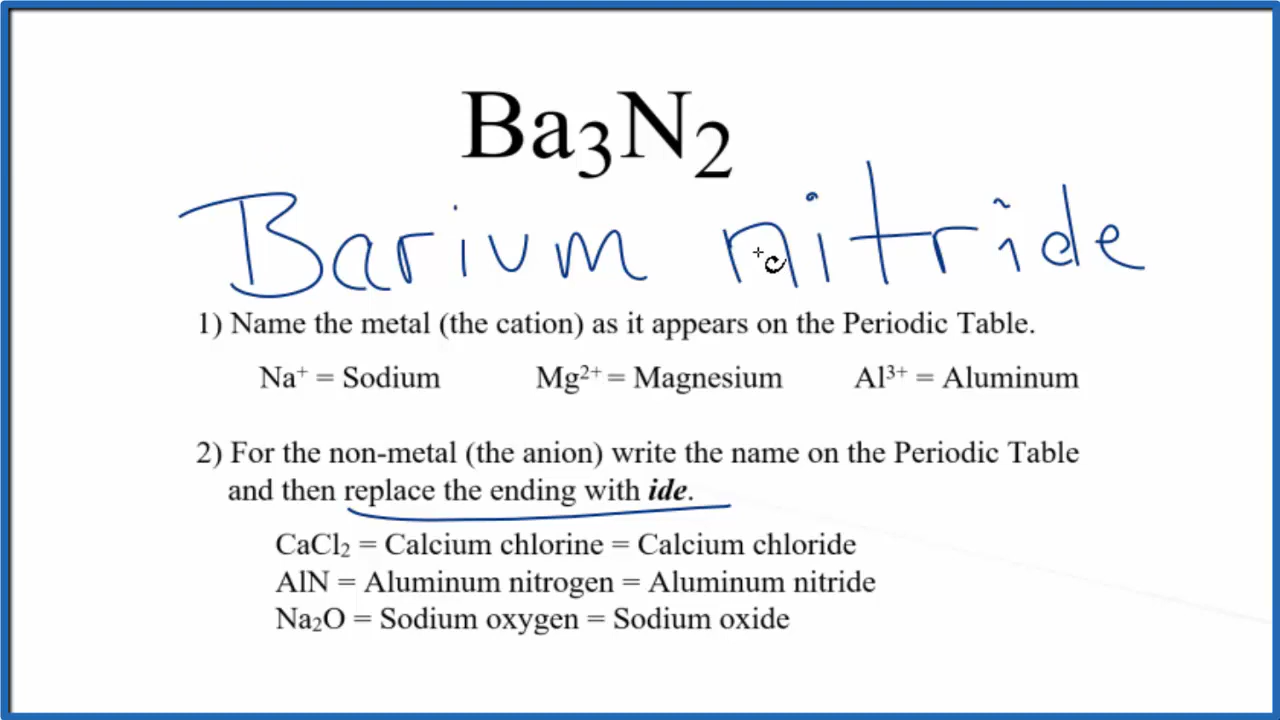 Ba₃N₂
Barium nitride
1) Name the metal (the cation) as it appears on the Periodic Table.
Na⁺ = Sodium Mg²⁺ = Magnesium Al³⁺ = Aluminum
2) For the non-metal (the anion) write the name on the Periodic Table
and then replace the ending with ide.
CaCl₂ = Calcium chlorine = Calcium chloride
AlN = Aluminum nitrogen = Aluminum nitride
Na₂O = Sodium oxygen = Sodium oxide